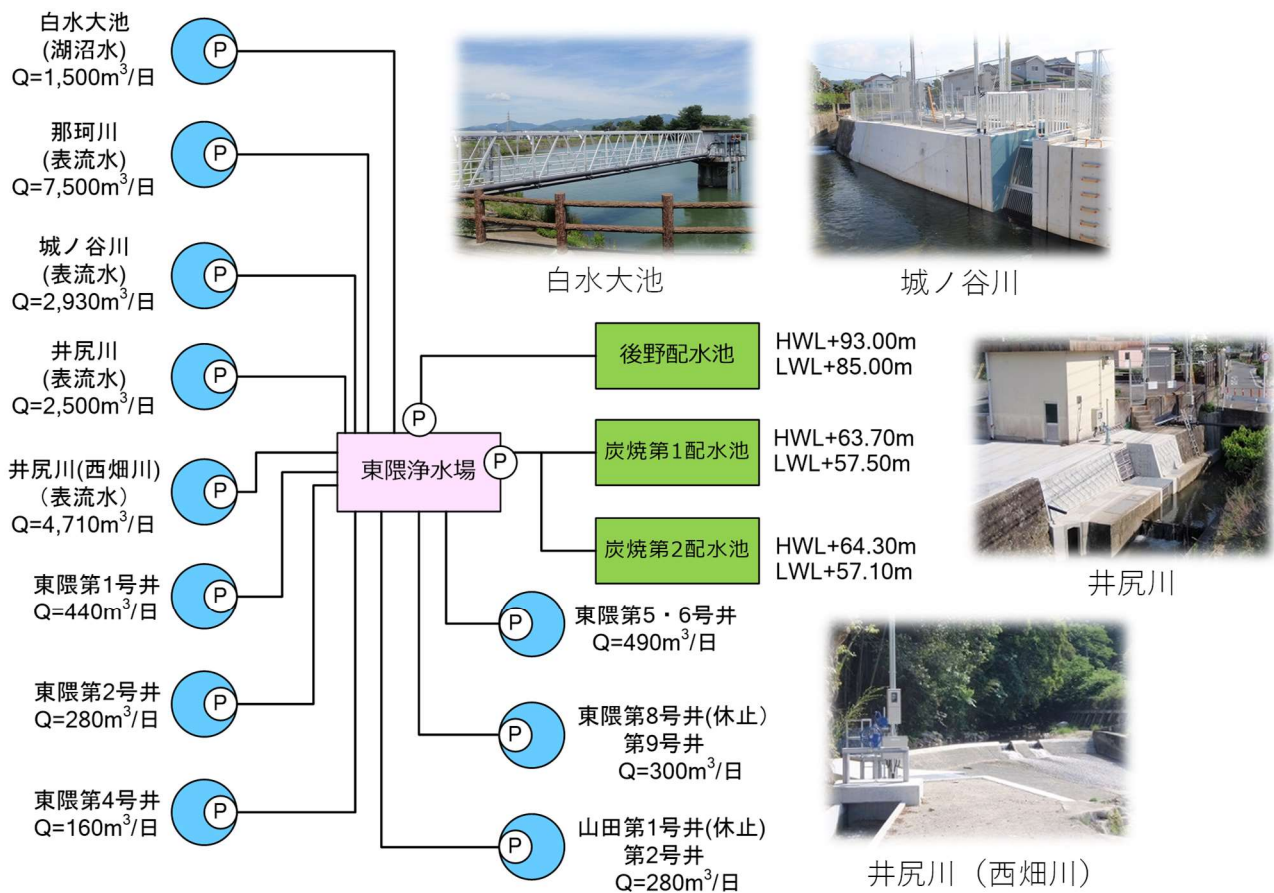 白水大池
(湖沼水)
Q=1,500m³/日
P
那珂川
(表流水)
Q=7,500m³/日
P
城ノ谷川
(表流水)
Q=2,930m³/日
P
井尻川
(表流水)
Q=2,500m³/日
P
井尻川(西畑川)
(表流水)
Q=4,710m³/日
P
東隈第1号井
Q=440m³/日
P
東隈第2号井
Q=280m³/日
P
東隈第4号井
Q=160m³/日
P
東隈浄水場
P
P
後野配水池
HWL+93.00m
LWL+85.00m
炭焼第1配水池
HWL+63.70m
LWL+57.50m
炭焼第2配水池
HWL+64.30m
LWL+57.10m
P
東隈第5・6号井
Q=490m³/日
P
東隈第8号井(休止)
第9号井
Q=300m³/日
P
山田第1号井(休止)
第2号井
Q=280m³/日
白水大池
城ノ谷川
井尻川
井尻川(西畑川)